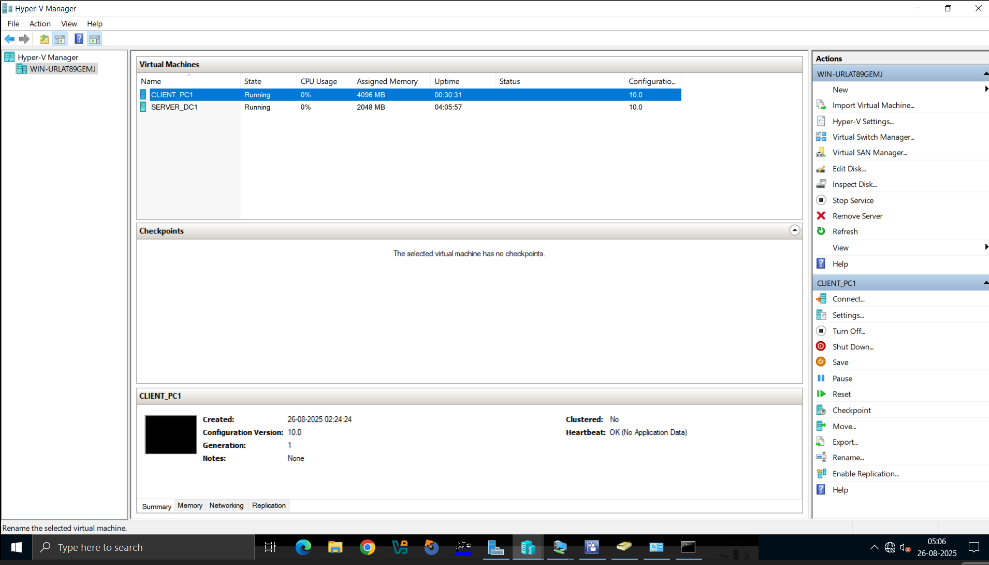 Hyper-V Manager
File Action View Help
Hyper-V Manager
WIN-URLAT89GEMJ
Virtual Machines
Name State CPU Usage Assigned Memory Uptime Status Configuratio...
CLIENT_PC1 Running 0% 4096 MB 00:30:31 10.0
SERVER_DC1 Running 0% 2048 MB 04:05:57 10.0
Checkpoints
The selected virtual machine has no checkpoints.
CLIENT_PC1
Created: 26-08-2025 02:24:24 Clustered: No
Configuration Version: 10.0 Heartbeat: OK (No Application Data)
Generation: 1
Notes: None
Summary Memory Networking Replication
Actions
WIN-URLAT89GEMJ
New
Import Virtual Machine...
Hyper-V Settings...
Virtual Switch Manager...
Virtual SAN Manager...
Edit Disk...
Inspect Disk...
Stop Service
Remove Server
Refresh
View
Help
CLIENT_PC1
Connect...
Settings...
Turn Off...
Shut Down...
Save
Pause
Reset
Checkpoint
Move...
Export...
Rename...
Enable Replication...
Help
Rename the selected virtual machine.
Type here to search
05:06
26-08-2025